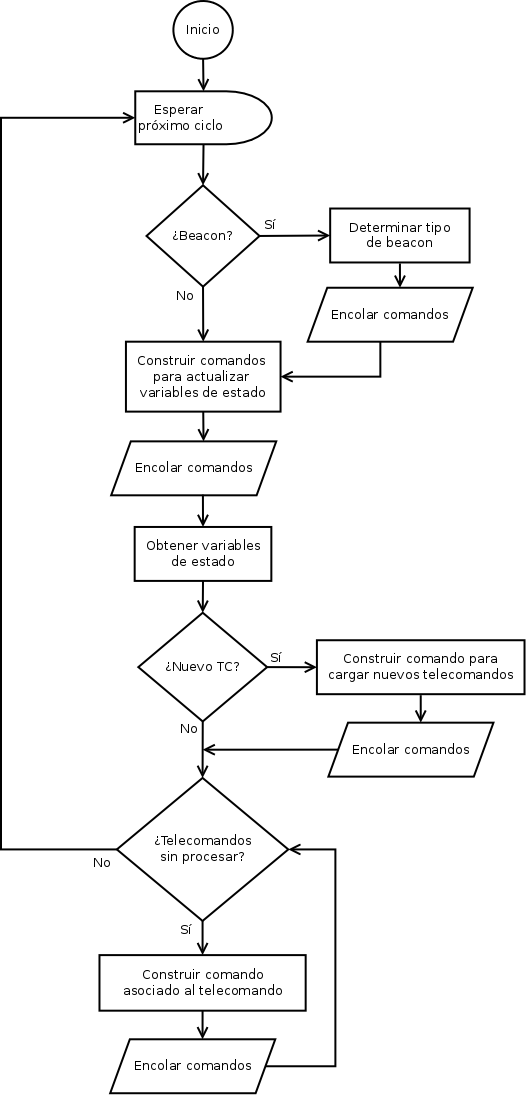 Inicio
Esperar
próximo ciclo
¿Beacon?
Sí
Determinar tipo
de beacon
Encolar comandos
No
Construir comandos
para actualizar
variables de estado
Encolar comandos
Obtener variables
de estado
¿Nuevo TC?
Sí
Construir comando para
cargar nuevos telecomandos
Encolar comandos
No
¿Telecomandos
sin procesar?
No
Sí
Construir comando
asociado al telecomando
Encolar comandos